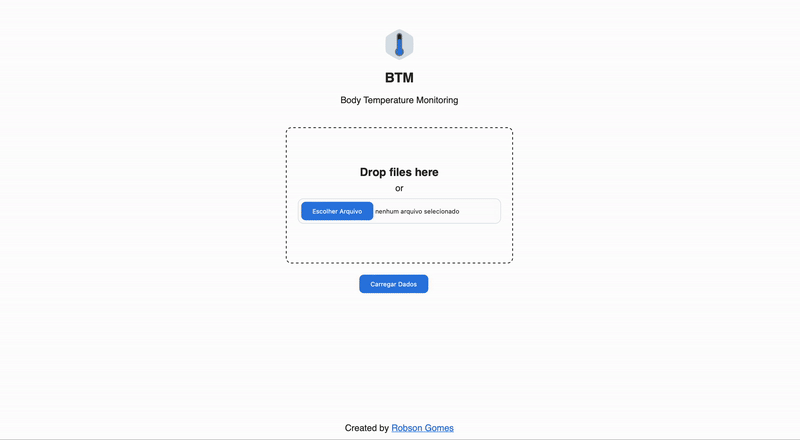 BTM
Body Temperature Monitoring
Drop files here
or
Escolher Arquivo nenhum arquivo selecionado
Carregar Dados
Created by Robson Gomes